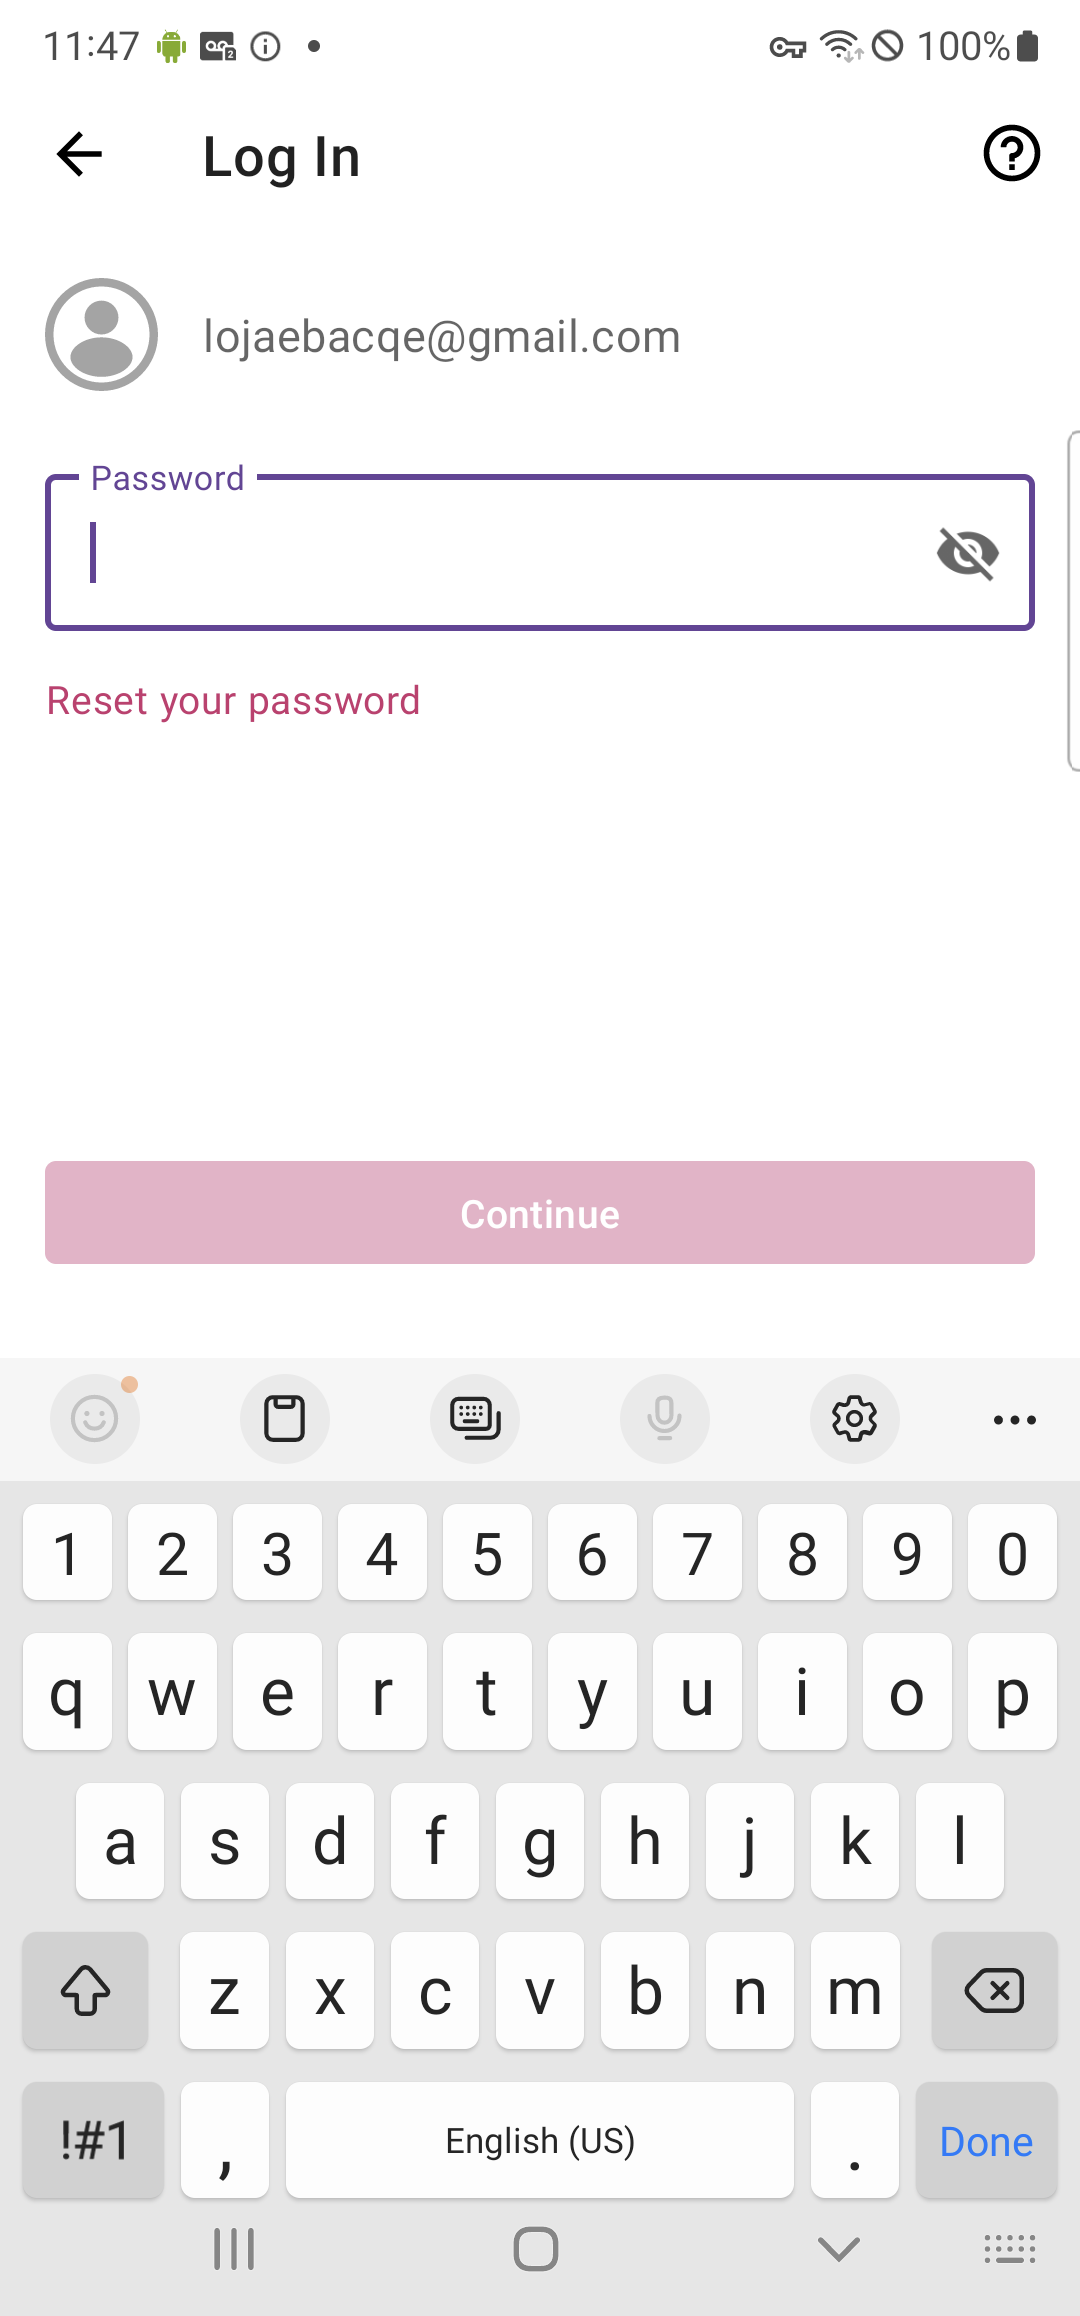 11:47
2
100%
Log In
lojaebacqe@gmail.com
Password
Reset your password
Continue
1 2 3 4 5 6 7 8 9 0
q w e r t y u i o p
a s d f g h j k l
z x c v b n m
!#1 , English (US) . Done